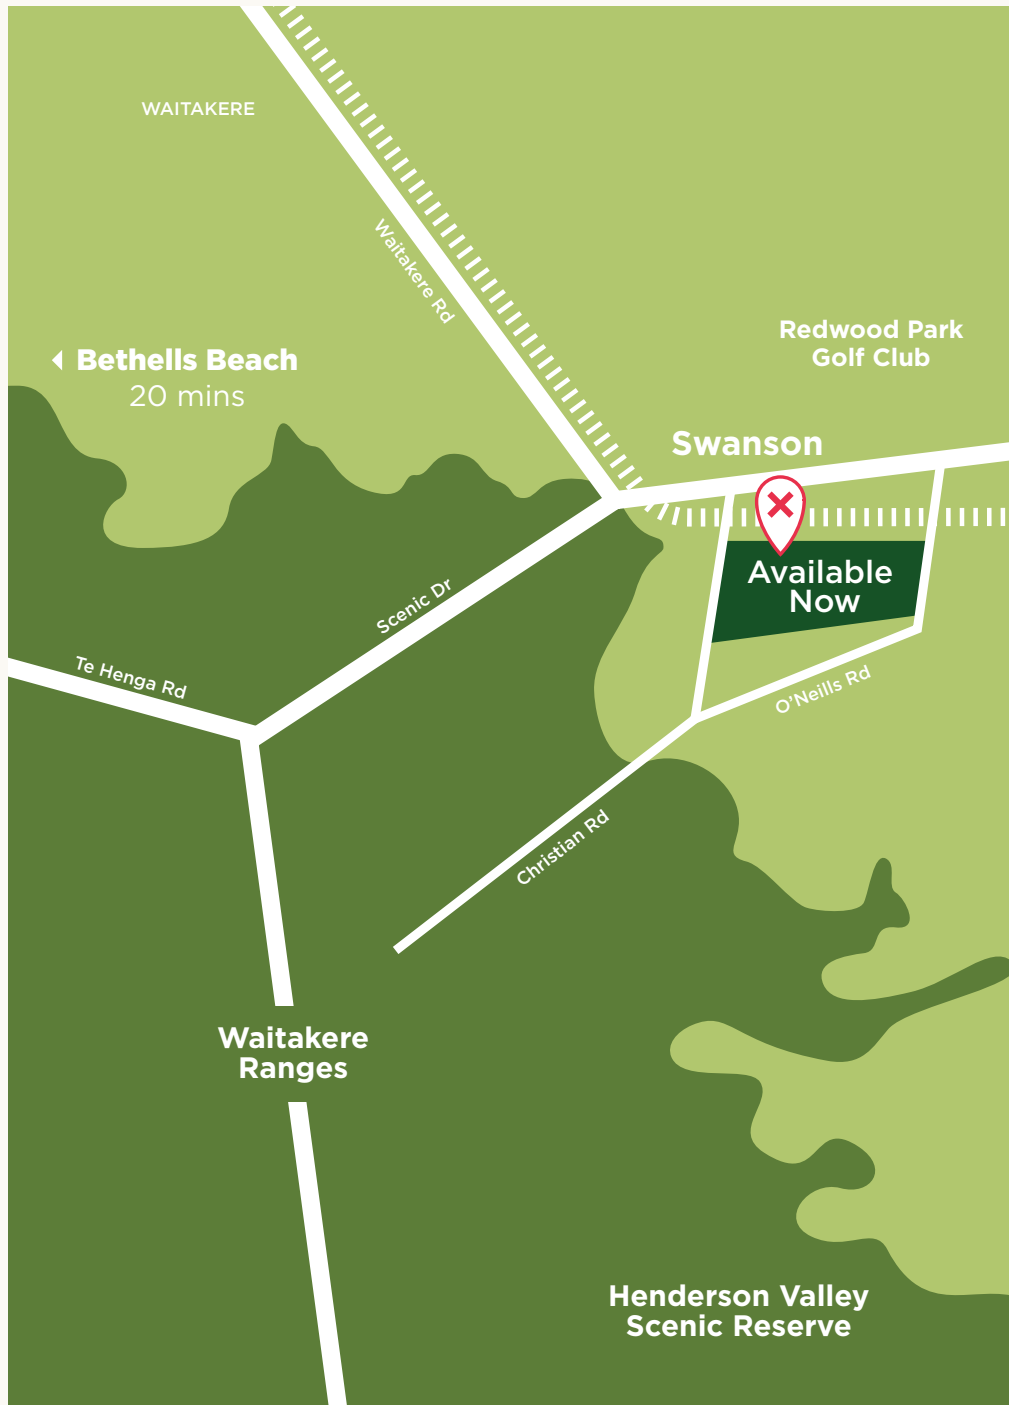 WAITAKERE
Waitakere Rd
Redwood Park
Golf Club
Bethells Beach
20 mins
Swanson
Available
Now
Scenic Dr
Te Henga Rd
O'Neills Rd
Christian Rd
Waitakere
Ranges
Henderson Valley
Scenic Reserve